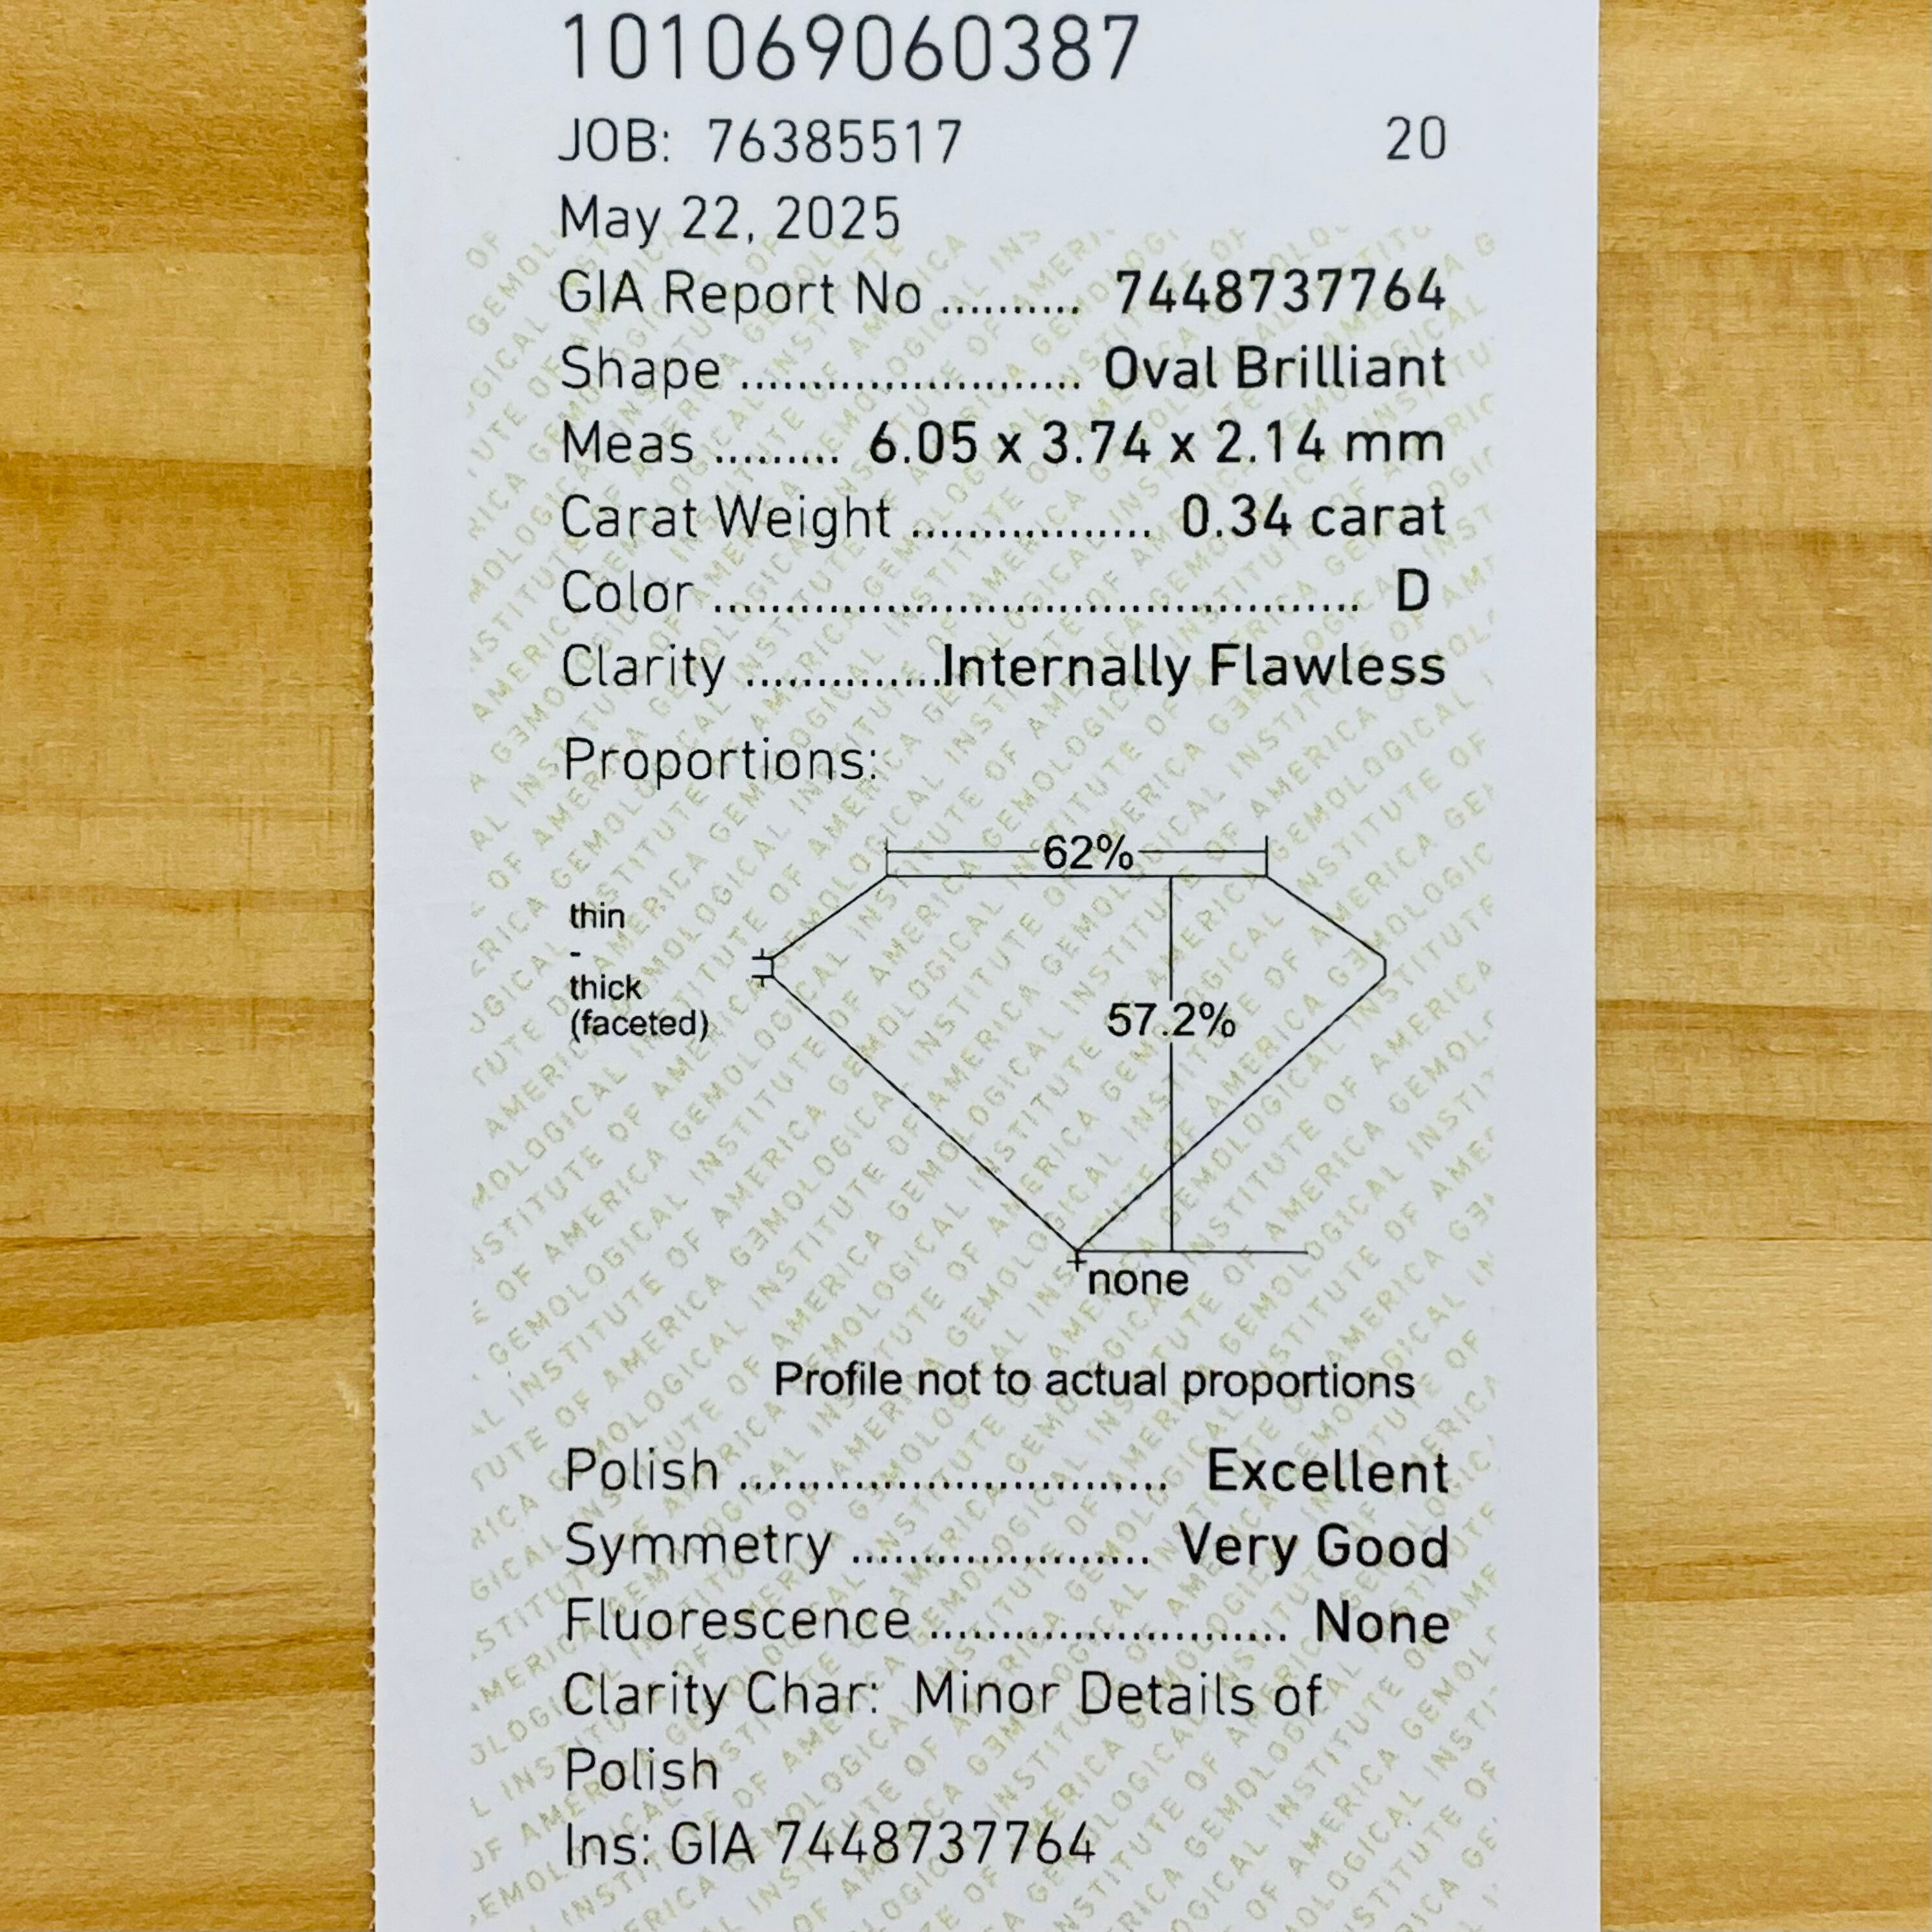 101069060387
JOB: 76385517 20
May 22, 2025
GIA Report No .......... 7448737764
Shape ........................ Oval Brilliant
Meas ......... 6.05 x 3.74 x 2.14 mm
Carat Weight ................. 0.34 carat
Color .............................................. D
Clarity ..............Internally Flawless
Proportions:
62%
thin
-
thick
(faceted)
57.2%
none
Profile not to actual proportions
Polish .............................. Excellent
Symmetry ..................... Very Good
Fluorescence ......................... None
Clarity Char: Minor Details of
Polish
Ins: GIA 7448737764